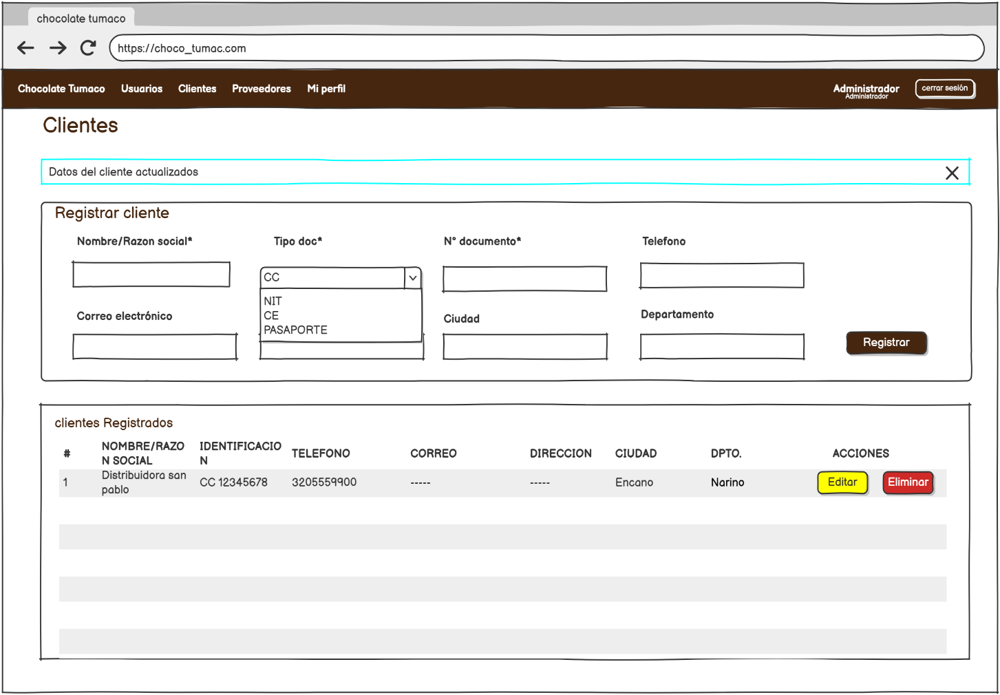 chocolate tumaco
https://choco_tumac.com
Chocolate Tumaco Usuarios Clientes Proveedores Mi perfil Administrador cerrar sesión
Administrador
Clientes
Datos del cliente actualizados
Registrar cliente
Nombre/Razon social* Tipo doc* N° documento* Telefono
CC
NIT
CE
PASAPORTE
Correo electrónico Ciudad Departamento
Registrar
clientes Registrados
# NOMBRE/RAZO IDENTIFICACIO TELEFONO CORREO DIRECCION CIUDAD DPTO. ACCIONES
N SOCIAL N
1 Distribuidora san CC 12345678 3205559900 ----- ----- Encano Narino Editar Eliminar
pablo